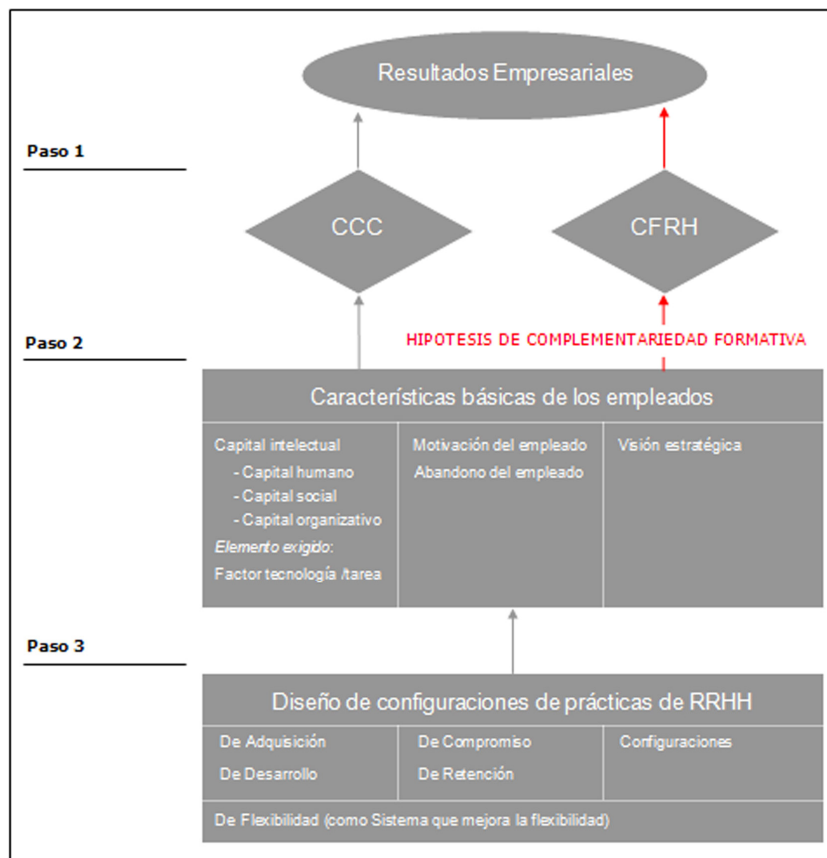 Resultados Empresariales
Paso 1
CCC
CFRH
Paso 2
HIPOTESIS DE COMPLEMENTARIEDAD FORMATIVA
Características básicas de los empleados
Capital intelectual
- Capital humano
- Capital social
- Capital organizativo
Elemento exigido:
Factor tecnología /tarea
Motivación del empleado
Abandono del empleado
Visión estratégica
Paso 3
Diseño de configuraciones de prácticas de RRHH
De Adquisición
De Desarrollo
De Compromiso
De Retención
Configuraciones
De Flexibilidad (como Sistema que mejora la flexibilidad)